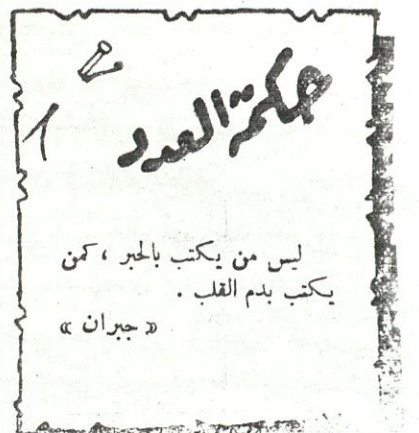 حكمة العدد
ليس من يكتب بالحبر ، كمن
يكتب بدم القلب .
« جبران »